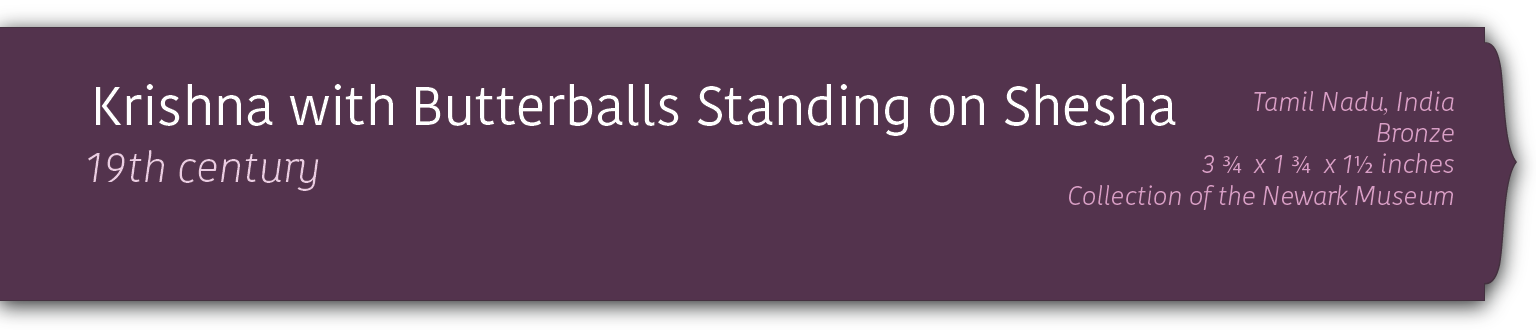 Krishna with Butterballs Standing on Shesha
19th century
Tamil Nadu, India
Bronze
3 ¾ x 1 ¾ x 1½ inches
Collection of the Newark Museum